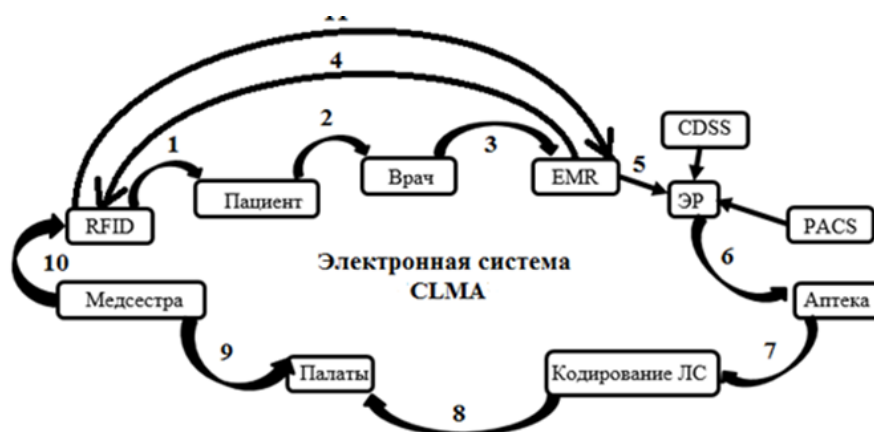 11
4
1
2
3
5
CDSS
RFID
Пациент
Врач
EMR
ЭР
PACS
10
Электронная система
CLMA
6
Медсестра
Аптека
9
Палаты
Кодирование ЛС
7
8